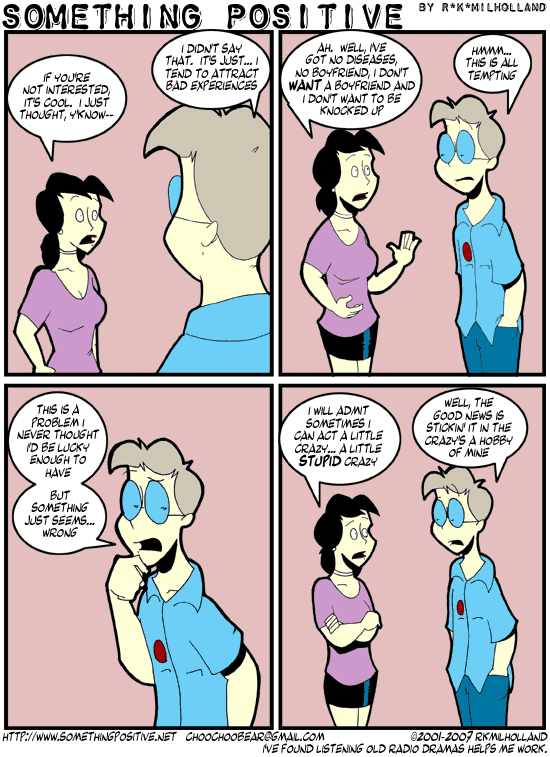 SOMETHING POSITIVE BY R*K*MILHOLLAND
IF YOU'RE
NOT INTERESTED,
IT'S COOL. I JUST
THOUGHT, Y'KNOW--
I DIDN'T SAY
THAT. IT'S JUST... I
TEND TO ATTRACT
BAD EXPERIENCES
AH. WELL, I'VE
GOT NO DISEASES,
NO BOYFRIEND, I DON'T
WANT A BOYFRIEND AND
I DON'T WANT TO BE
KNOCKED UP
HMMM...
THIS IS ALL
TEMPTING
THIS IS A
PROBLEM I
NEVER THOUGHT
I'D BE LUCKY
ENOUGH TO
HAVE
BUT
SOMETHING
JUST SEEMS...
WRONG
I WILL ADMIT
SOMETIMES I
CAN ACT A LITTLE
CRAZY... A LITTLE
STUPID CRAZY
WELL, THE
GOOD NEWS IS
STICKIN' IT IN THE
CRAZY'S A HOBBY
OF MINE
HTTP://WWW.SOMETHINGPOSITIVE.NET CHOOCHOOBEAR@GMAIL.COM ©2001-2007 RKMILHOLLAND
I'VE FOUND LISTENING OLD RADIO DRAMAS HELPS ME WORK.